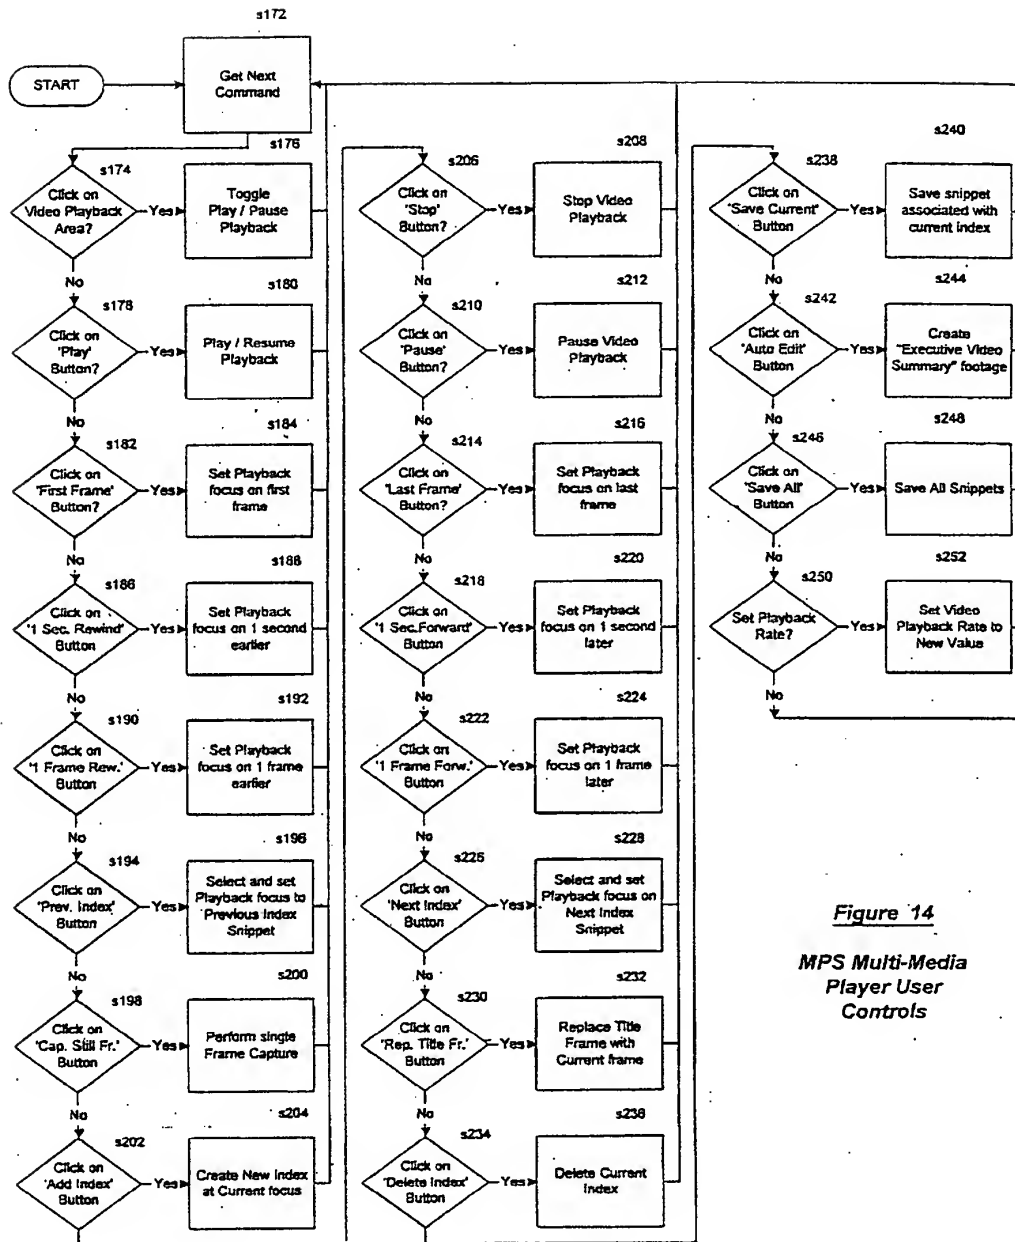 s172
START
Get Next
Command
s174
s176
Click on
Video Playback
Area?
Yes
Toggle
Play / Pause
Playback
No
s178
s180
Click on
'Play'
Button?
Yes
Play / Resume
Playback
No
s182
s184
Click on
'First Frame'
Button?
Yes
Set Playback
focus on first
frame
No
s186
s188
Click on
'1 Sec. Rewind'
Button
Yes
Set Playback
focus on 1 second
earlier
No
s190
s192
Click on
'1 Frame Rew.'
Button
Yes
Set Playback
focus on 1 frame
earlier
No
s194
s196
Click on
'Prev. Index'
Button
Yes
Select and set
Playback focus to
Previous Index
Snippet
No
s198
s200
Click on
'Cap. Still Fr.'
Button
Yes
Perform single
Frame Capture
No
s202
s204
Click on
'Add Index'
Button
Yes
Create New Index
at Current focus
s206
s208
Click on
'Stop'
Button?
Yes
Stop Video
Playback
No
s210
s212
Click on
'Pause'
Button?
Yes
Pause Video
Playback
No
s214
s216
Click on
'Last Frame'
Button?
Yes
Set Playback
focus on last
frame
No
s218
s220
Click on
'1 Sec.Forward'
Button
Yes
Set Playback
focus on 1 second
later
No
s222
s224
Click on
'1 Frame Forw.'
Button
Yes
Set Playback
focus on 1 frame
later
No
s226
s228
Click on
'Next Index'
Button
Yes
Select and set
Playback focus on
Next Index
Snippet
No
s230
s232
Click on
'Rep. Title Fr.'
Button
Yes
Replace Title
Frame with
Current frame
No
s234
s236
Click on
'Delete Index'
Button
Yes
Delete Current
Index
s238
s240
Click on
"Save Current'
Button
Yes
Save snippet
associated with
current index
No
s242
s244
Click on
'Auto Edit'
Button
Yes
Create
"Executive Video
Summary" footage
No
s246
s248
Click on
"Save All'
Button
Yes
Save All Snippets
No
s250
s252
Set Playback
Rate?
Yes
Set Video
Playback Rate to
New Value
No
Figure 14
MPS Multi-Media
Player User
Controls